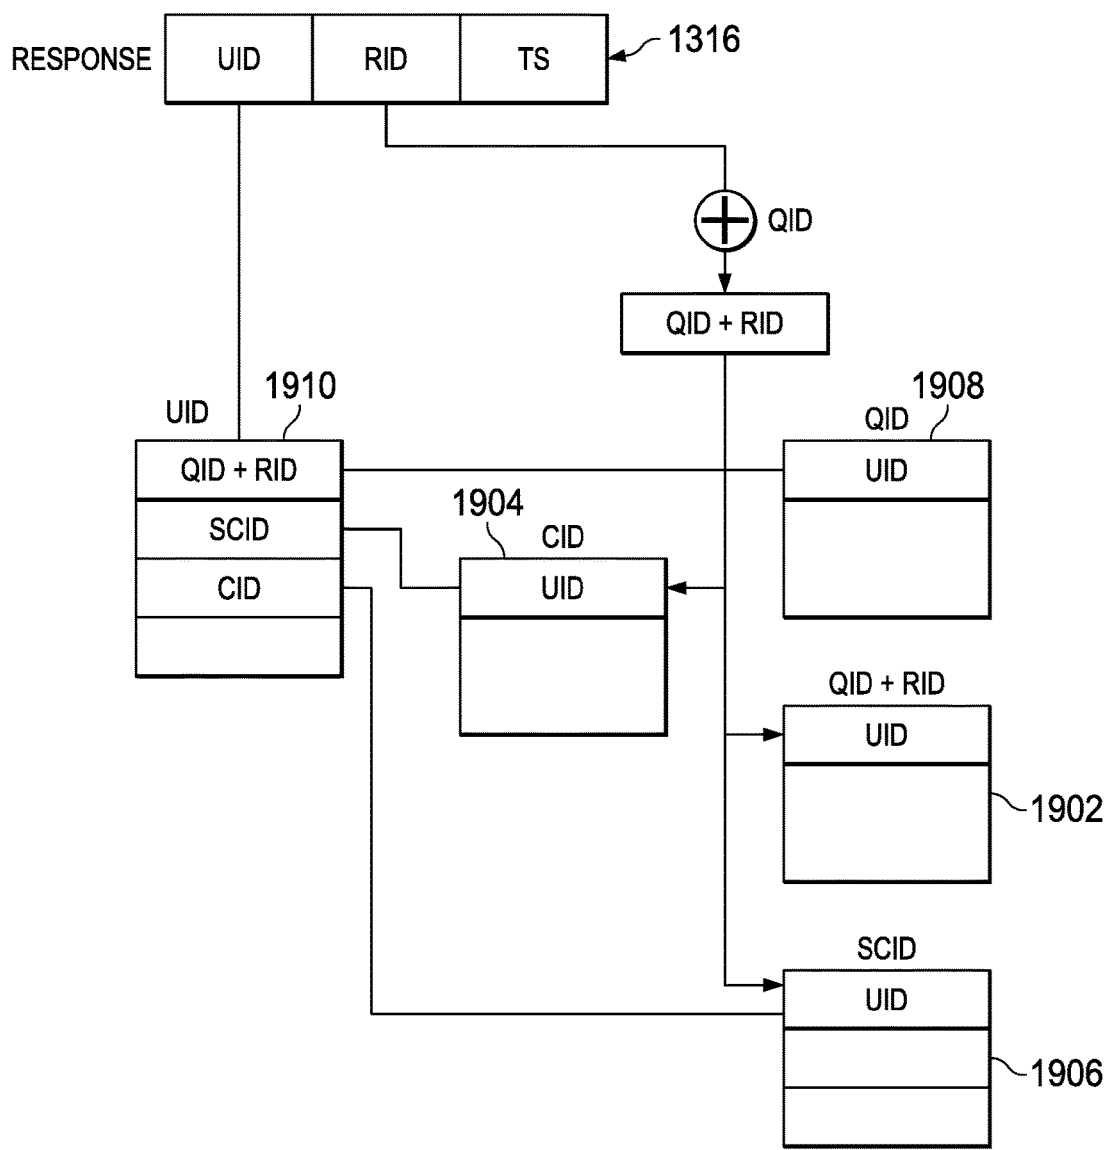 RESPONSE UID RID TS 1316
QID
QID + RID
1910
UID
1908
QID
QID + RID
UID
SCID
1904
CID
CID
UID
QID + RID
UID
1902
SCID
UID
1906